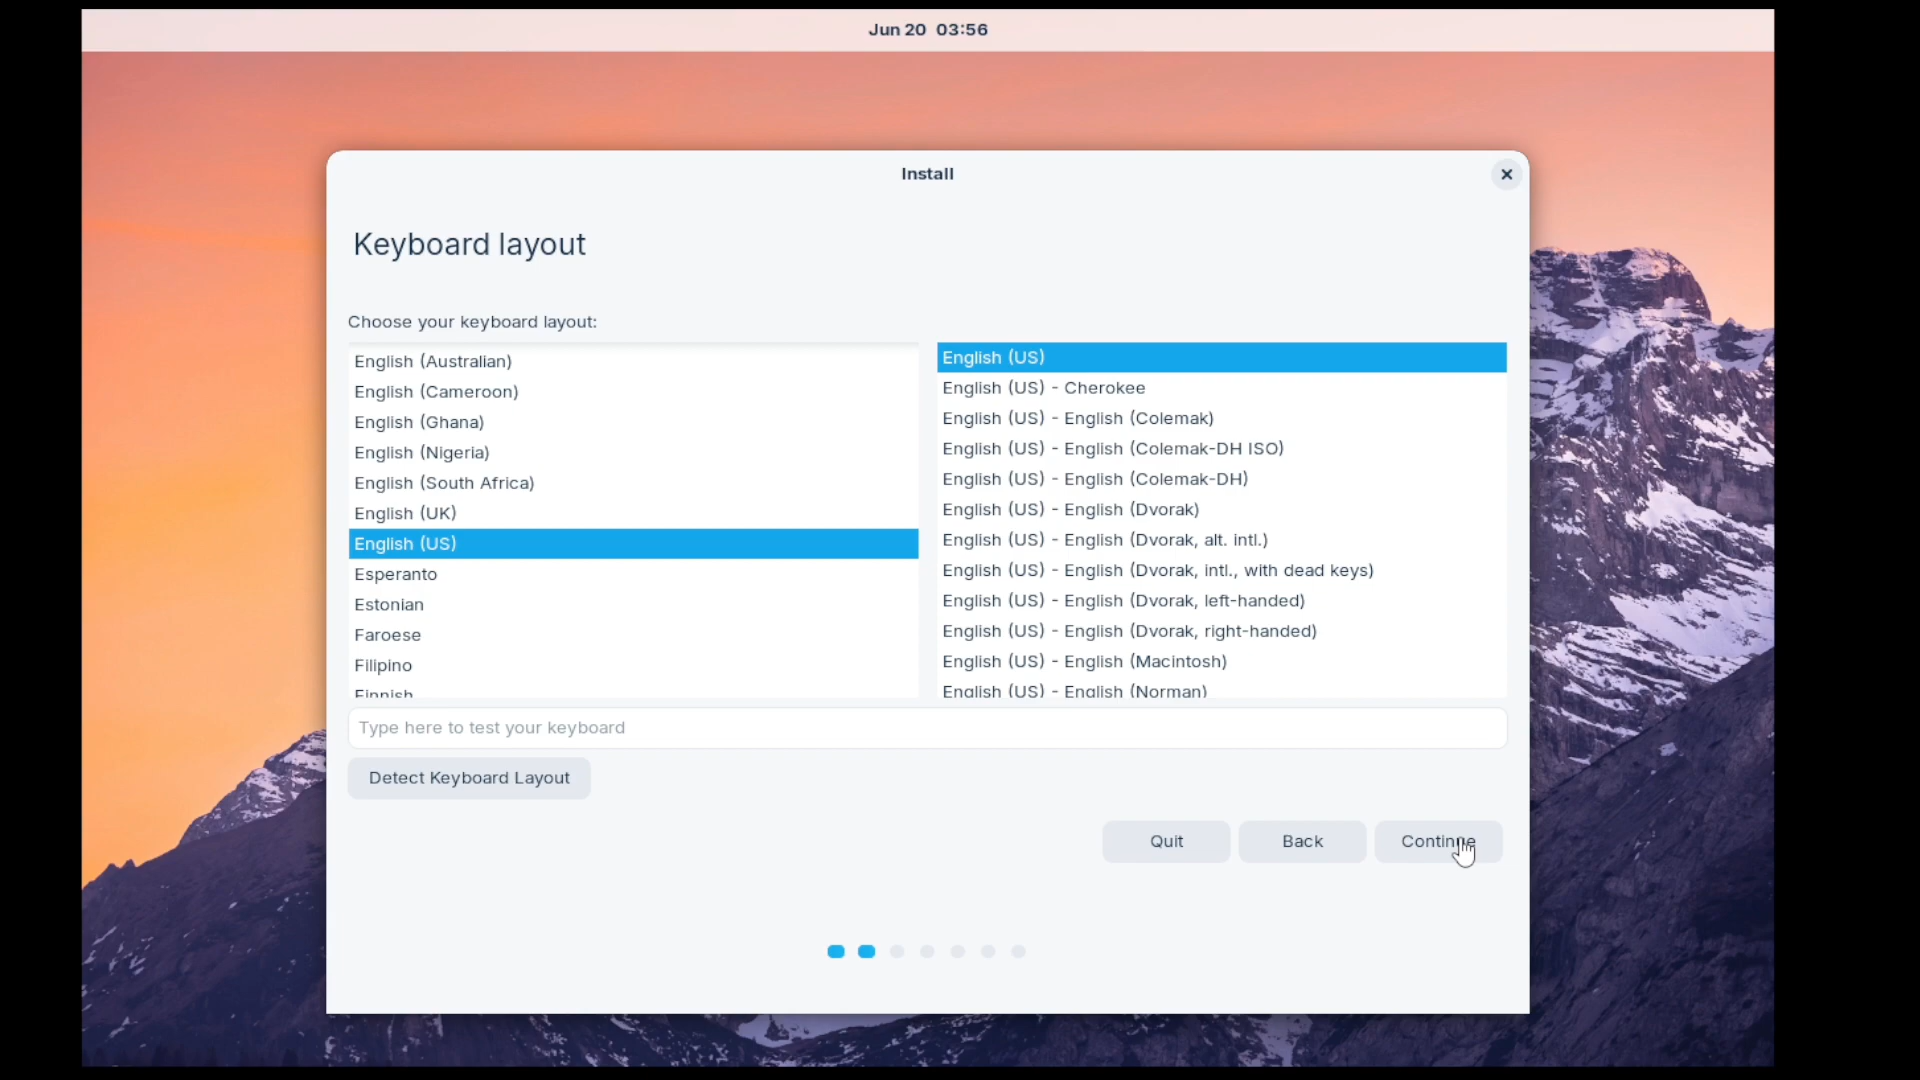 Jun 20 03:56
Install
Keyboard layout
Choose your keyboard layout:
English (Australian)
English (Cameroon)
English (Ghana)
English (Nigeria)
English (South Africa)
English (UK)
English (US)
Esperanto
Estonian
Faroese
Filipino
Finnish
English (US)
English (US) - Cherokee
English (US) - English (Colemak)
English (US) - English (Colemak-DH ISO)
English (US) - English (Colemak-DH)
English (US) - English (Dvorak)
English (US) - English (Dvorak, alt. intl.)
English (US) - English (Dvorak, intl., with dead keys)
English (US) - English (Dvorak, left-handed)
English (US) - English (Dvorak, right-handed)
English (US) - English (Macintosh)
English (US) - English (Norman)
Type here to test your keyboard
Detect Keyboard Layout
Quit
Back
Continue